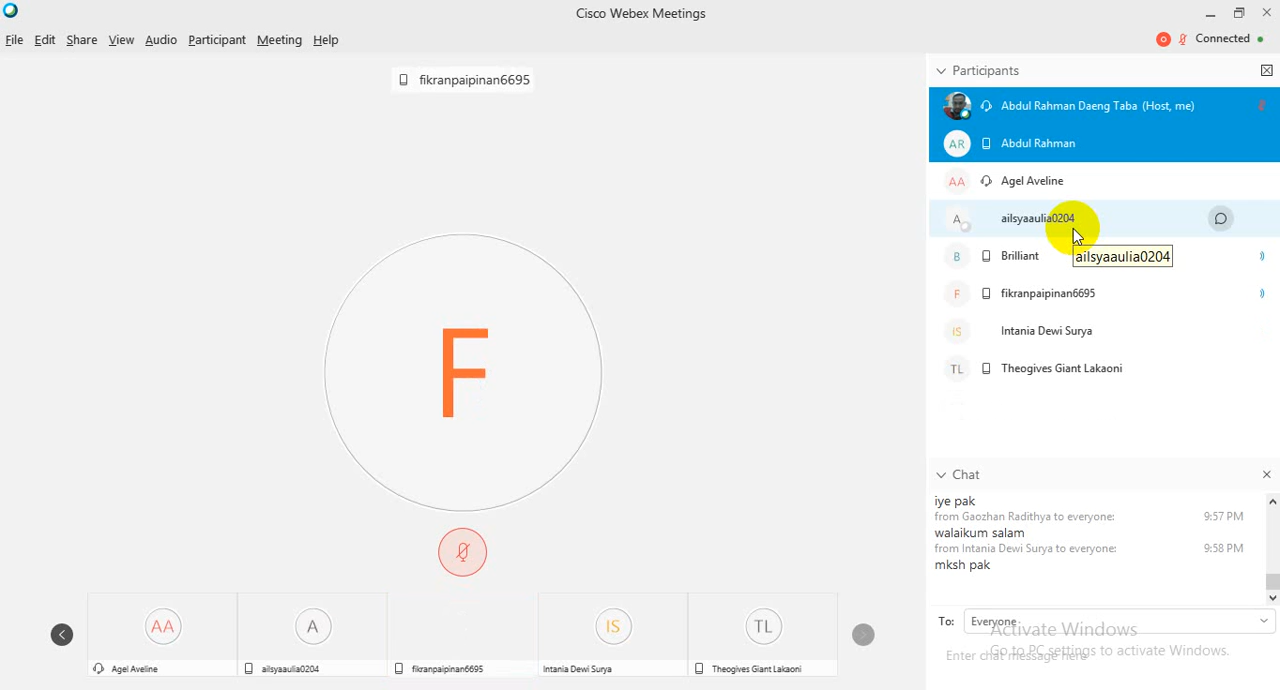 Cisco Webex Meetings
File Edit Share View Audio Participant Meeting Help
Connected
fikranpaipinan6695
F
Participants
Abdul Rahman Daeng Taba (Host, me)
AR Abdul Rahman
AA Agel Aveline
A ailsyaaulia0204
ailsyaaulia0204
B Brilliant
F fikranpaipinan6695
IS Intania Dewi Surya
TL Theogives Giant Lakaoni
Chat
iye pak
from Gaozhan Radithya to everyone: 9:57 PM
walaikum salam
from Intania Dewi Surya to everyone: 9:58 PM
mksh pak
To: Everyone
Enter chat message here
Activate Windows
Go to PC settings to activate Windows.
AA
Agel Aveline
A
ailsyaaulia0204
fikranpaipinan6695
IS
Intania Dewi Surya
TL
Theogives Giant Lakaoni